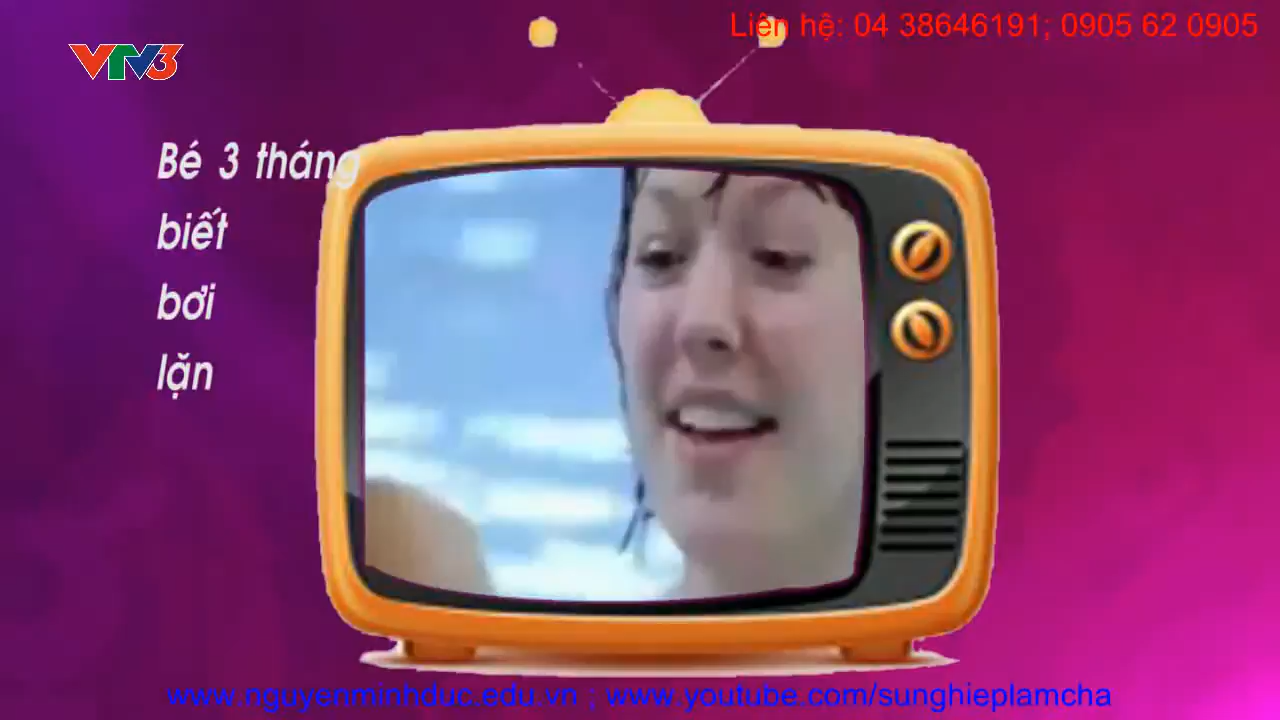 Liên hệ: 04 38646191; 0905 62 0905
VTV3
Bé 3 tháng
biết
bơi
lặn
www.nguyenminhduc.edu.vn ; www.youtube.com/sunghieplamcha